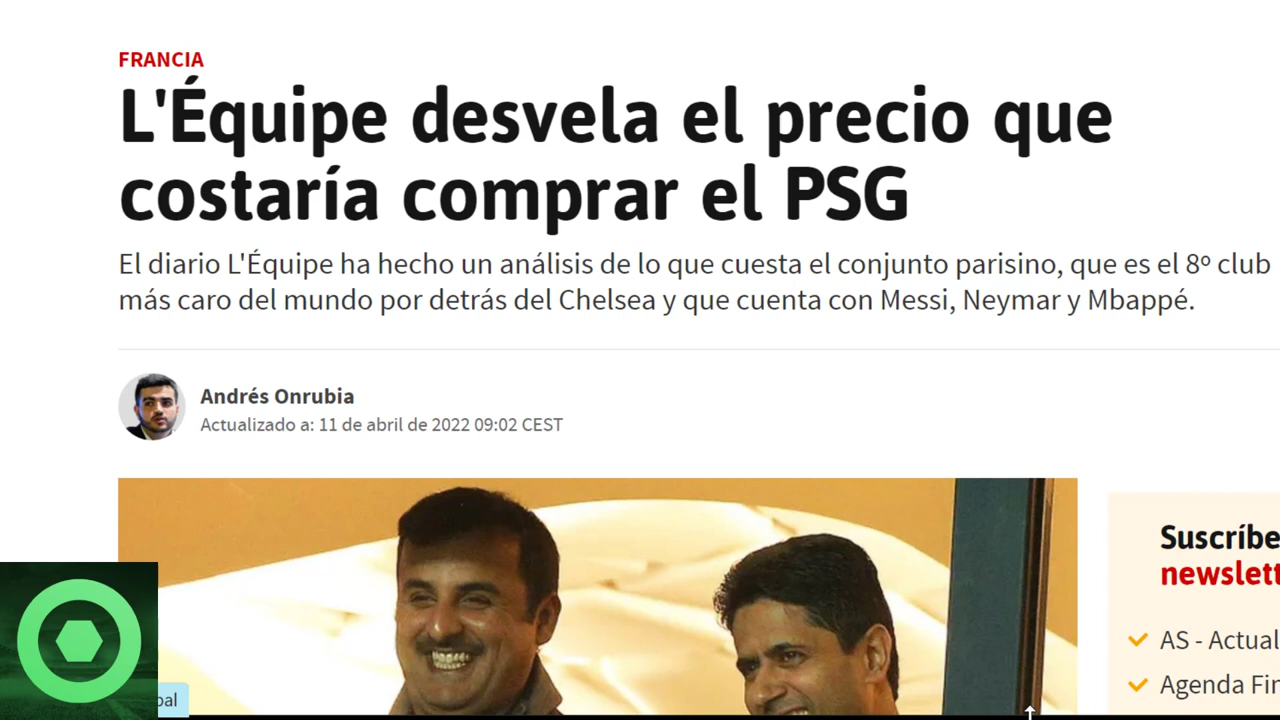 FRANCIA
L'Équipe desvela el precio que
costaría comprar el PSG
El diario L'Équipe ha hecho un análisis de lo que cuesta el conjunto parisino, que es el 8º club
más caro del mundo por detrás del Chelsea y que cuenta con Messi, Neymar y Mbappé.
Andrés Onrubia
Actualizado a: 11 de abril de 2022 09:02 CEST
Suscríbe
newslett
AS - Actual
Agenda Fin